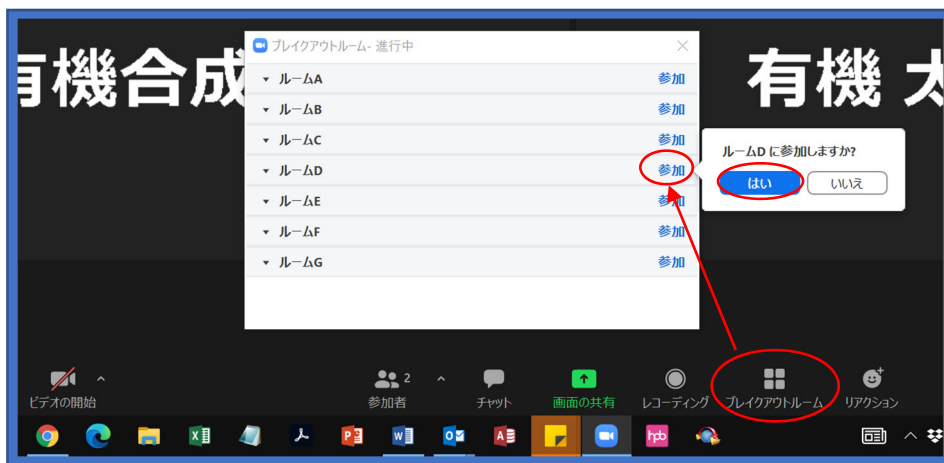 有機合成
有機 太
ブレイクアウトルーム - 進行中
ルームA 参加
ルームB 参加
ルームC 参加
ルームD 参加
ルームE 参加
ルームF 参加
ルームG 参加
ルームD に参加しますか?
はい いいえ
2
ビデオの開始 参加者 チャット 画面の共有 レコーディング ブレイクアウトルーム リアクション
hpb